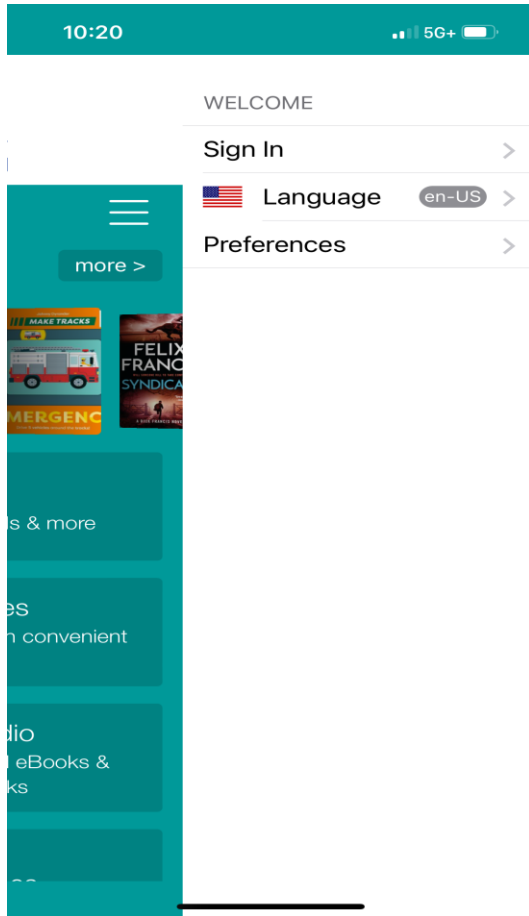 10:20
5G+
WELCOME
Sign In >
Language en-US >
Preferences >
more >
MAKE TRACKS
MERGENC
FELIX
FRANC
SYNDICA
ls & more
es
n convenient
dio
l eBooks &
ks